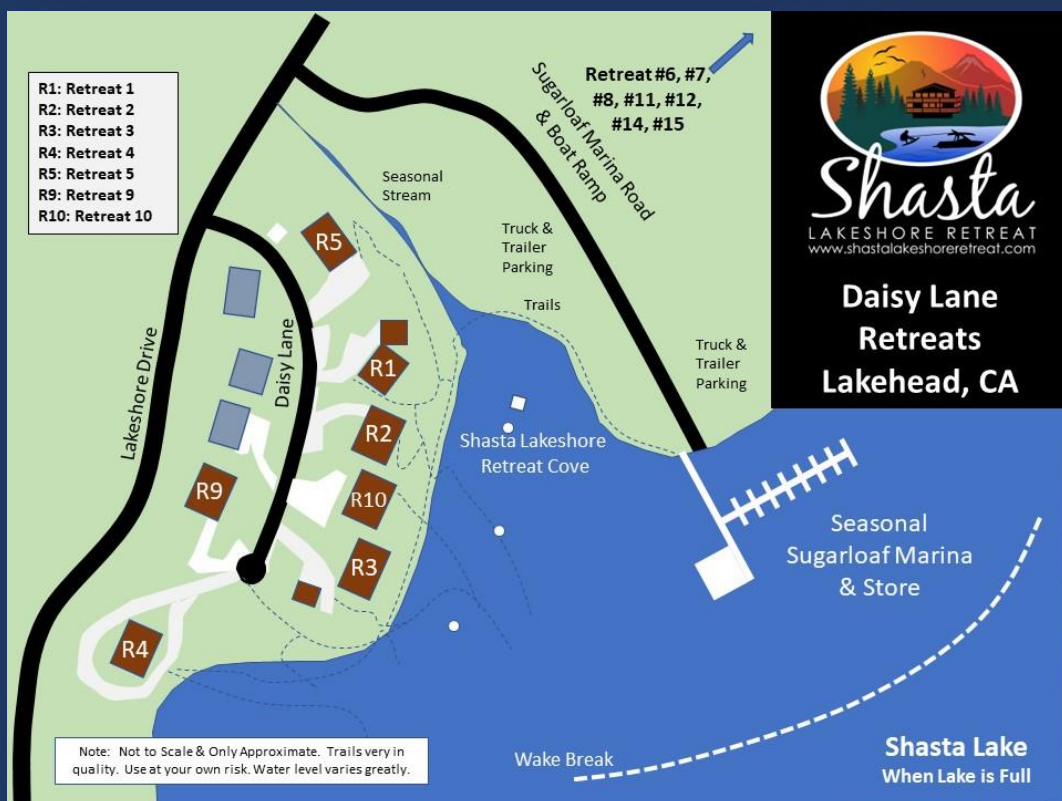 R1: Retreat 1
R2: Retreat 2
R3: Retreat 3
R4: Retreat 4
R5: Retreat 5
R9: Retreat 9
R10: Retreat 10
Retreat #6, #7,
#8, #11, #12,
#14, #15
Sugarloaf Marina Road
& Boat Ramp
Shasta
LAKESHORE RETREAT
www.shastalakeshoreretreat.com
Daisy Lane
Retreats
Lakehead, CA
Seasonal
Stream
Truck &
Trailer
Parking
Trails
Truck &
Trailer
Parking
Lakeshore Drive
Daisy Lane
R5
R1
R2
R10
R9
R3
R4
Shasta Lakeshore
Retreat Cove
Seasonal
Sugarloaf Marina
& Store
Wake Break
Shasta Lake
When Lake is Full
Note: Not to Scale & Only Approximate. Trails very in
quality. Use at your own risk. Water level varies greatly.